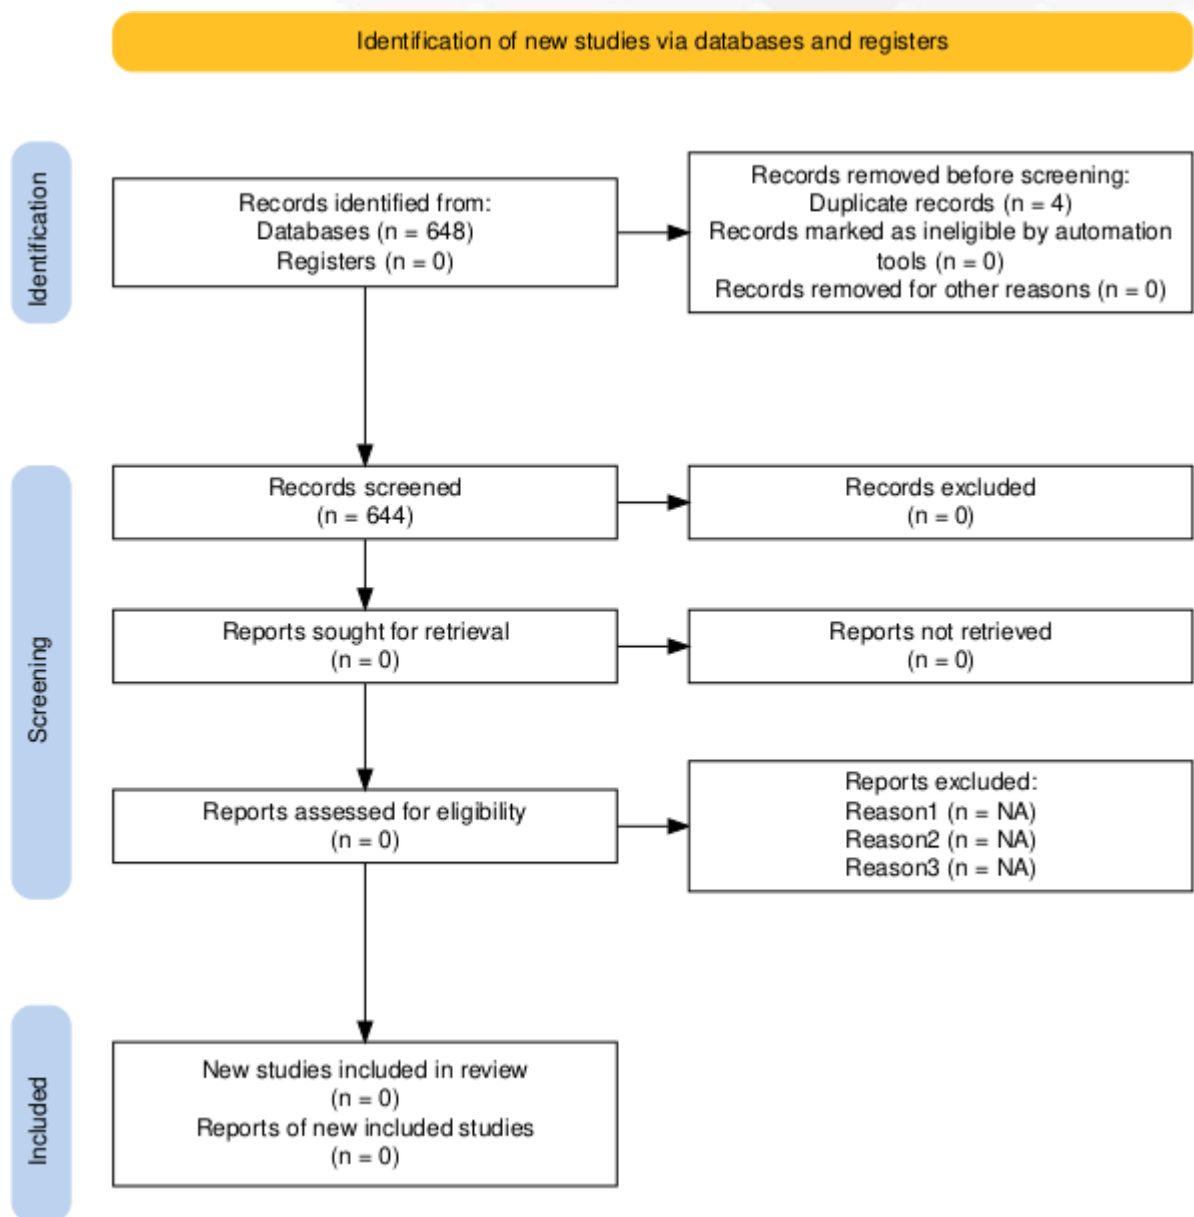 Identification of new studies via databases and registers
Identification
Records identified from:
Databases (n = 648)
Registers (n = 0)
Records removed before screening:
Duplicate records (n = 4)
Records marked as ineligible by automation
tools (n = 0)
Records removed for other reasons (n = 0)
Screening
Records screened
(n = 644)
Records excluded
(n = 0)
Reports sought for retrieval
(n = 0)
Reports not retrieved
(n = 0)
Reports assessed for eligibility
(n = 0)
Reports excluded:
Reason1 (n = NA)
Reason2 (n = NA)
Reason3 (n = NA)
Included
New studies included in review
(n = 0)
Reports of new included studies
(n = 0)